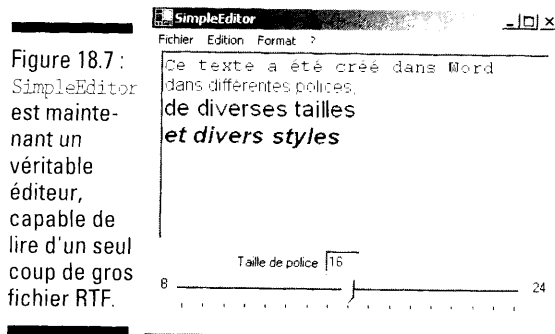 Figure 18.7 :
SimpleEditor
est mainte-
nant un
véritable
éditeur,
capable de
lire d'un seul
coup de gros
fichier RTF.
SimpleEditor
Fichier Edition Format ?
Ce texte a été créé dans Word
dans différentes polices,
de diverses tailles
et divers styles
Taille de police 16
8 24